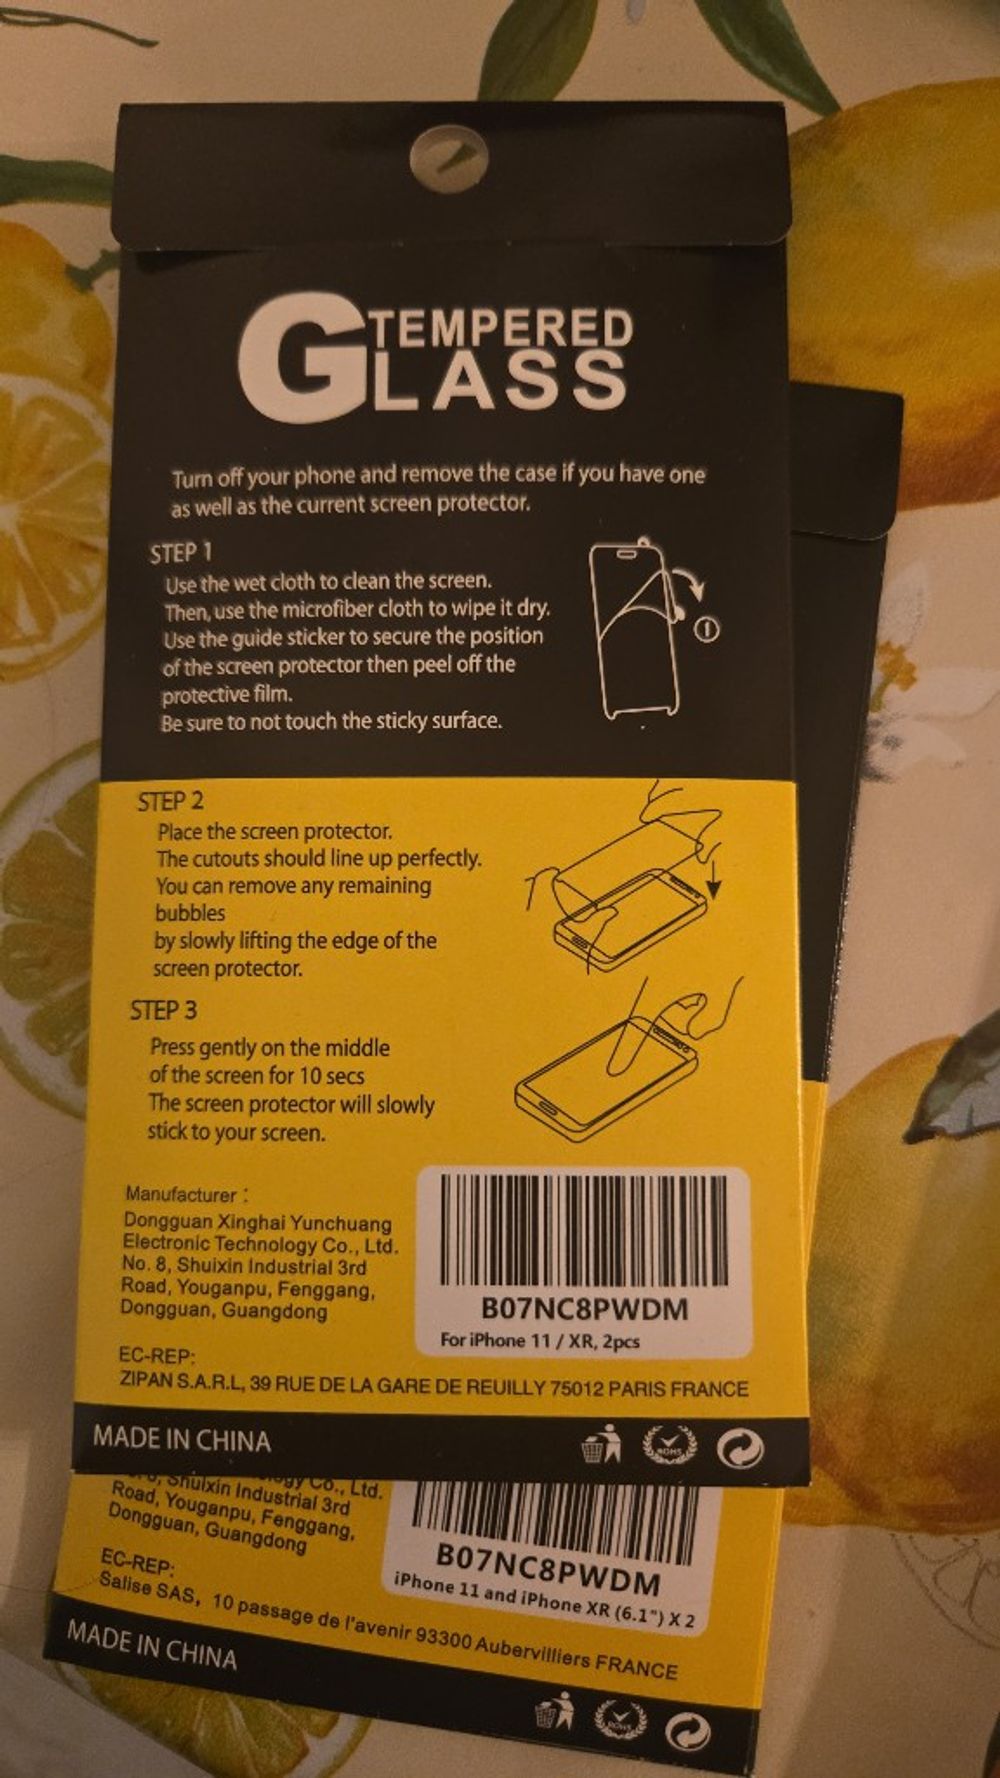 TEMPERED
GLASS
Turn off your phone and remove the case if you have one
as well as the current screen protector.
STEP 1
Use the wet cloth to clean the screen.
Then, use the microfiber cloth to wipe it dry.
Use the guide sticker to secure the position
of the screen protector then peel off the
protective film.
Be sure to not touch the sticky surface.
1
STEP 2
Place the screen protector.
The cutouts should line up perfectly.
You can remove any remaining
bubbles
by slowly lifting the edge of the
screen protector.
STEP 3
Press gently on the middle
of the screen for 10 secs
The screen protector will slowly
stick to your screen.
Manufacturer :
Dongguan Xinghai Yunchuang
Electronic Technology Co., Ltd.
No. 8, Shuixin Industrial 3rd
Road, Youganpu, Fenggang,
Dongguan, Guangdong
B07NC8PWDM
For iPhone 11 / XR, 2pcs
EC-REP:
ZIPAN S.A.R.L, 39 RUE DE LA GARE DE REUILLY 75012 PARIS FRANCE
MADE IN CHINA
ROHS
Co., Ltd.
Shuixin Industrial 3rd
Road, Youganpu, Fenggang,
Dongguan, Guangdong
B07NC8PWDM
iPhone 11 and iPhone XR (6.1") X 2
EC-REP:
Salise SAS, 10 passage de l'avenir 93300 Aubervilliers FRANCE
MADE IN CHINA
ROHS